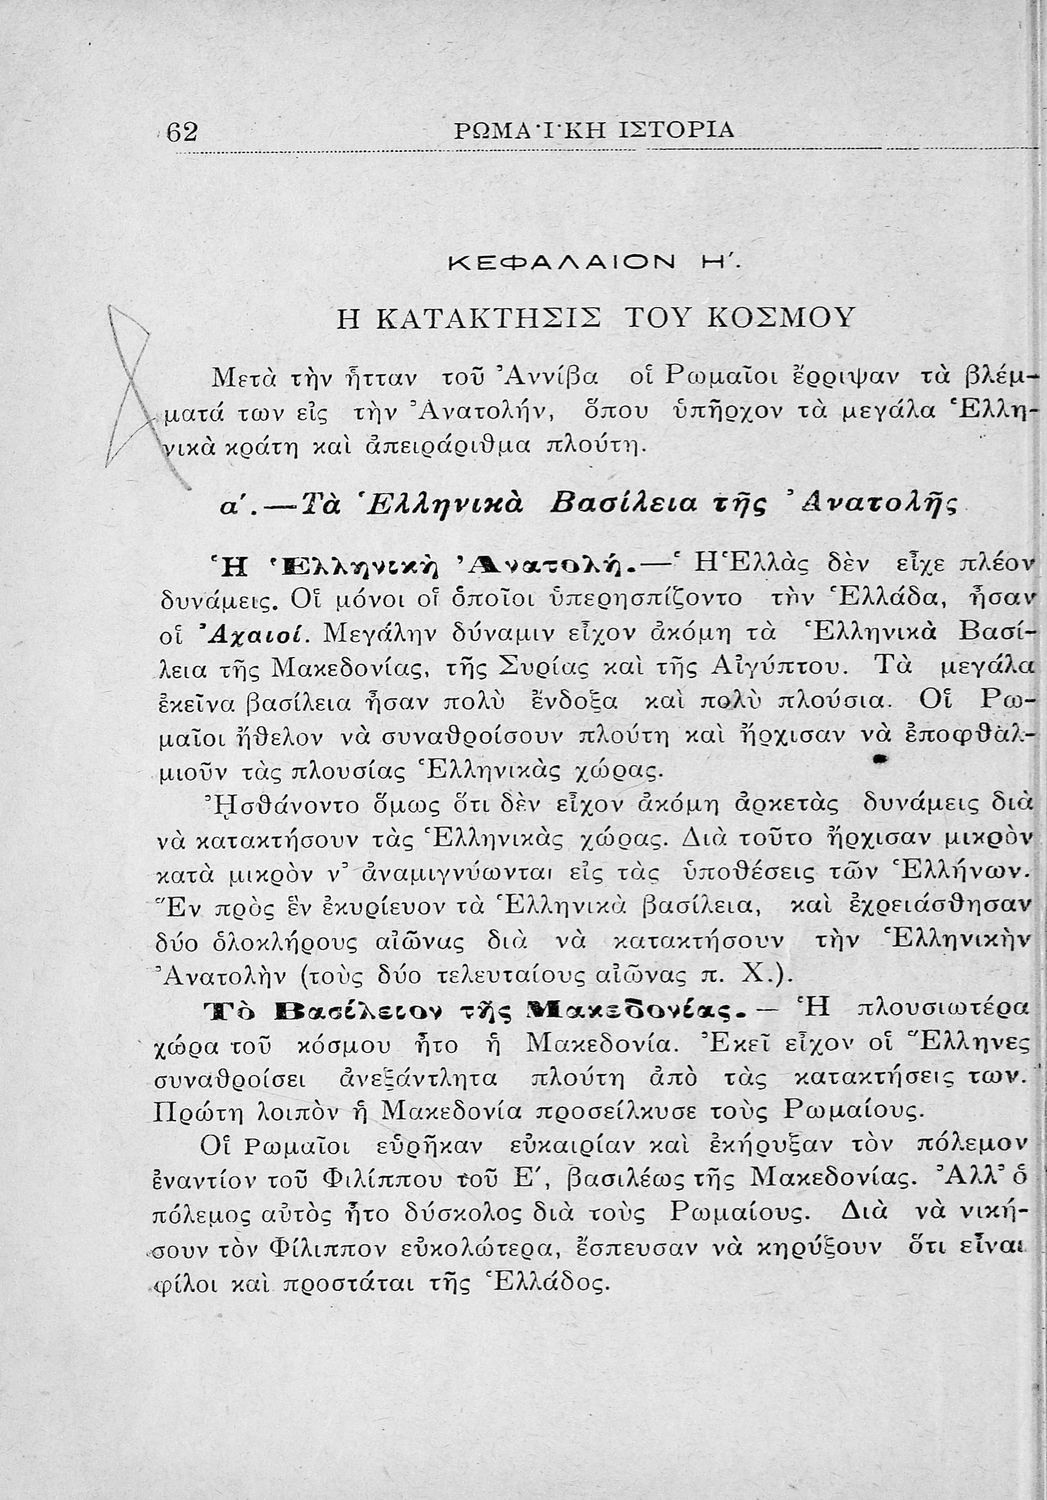 62 ΡΩΜΑΪΚΗ ΙΣΤΟΡΙΑ
ΚΕΦΑΛΑΙΟΝ Η΄.
Η ΚΑΤΑΚΤΗΣΙΣ ΤΟΥ ΚΟΣΜΟΥ
Μετὰ τὴν ἧτταν τοῦ Ἀννίβα οἱ Ρωμαῖοι ἔρριψαν τὰ βλέμ-
ματά των εἰς τὴν Ἀνατολήν, ὅπου ὑπῆρχον τὰ μεγάλα Ἑλλη-
νικὰ κράτη καὶ ἀπειράριθμα πλούτη.
α΄.—Τὰ Ἑλληνικὰ Βασίλεια τῆς Ἀνατολῆς
Ἡ Ἑλληνικὴ Ἀνατολή.— Ἡ Ἑλλὰς δὲν εἶχε πλέον
δυνάμεις. Οἱ μόνοι οἱ ὁποῖοι ὑπερησπίζοντο τὴν Ἑλλάδα, ἦσαν
οἱ Ἀχαιοί. Μεγάλην δύναμιν εἶχον ἀκόμη τὰ Ἑλληνικὰ Βασί-
λεια τῆς Μακεδονίας, τῆς Συρίας καὶ τῆς Αἰγύπτου. Τὰ μεγάλα
ἐκεῖνα βασίλεια ἦσαν πολὺ ἔνδοξα καὶ πολὺ πλούσια. Οἱ Ρω-
μαῖοι ἤθελον νὰ συναθροίσουν πλούτη καὶ ἤρχισαν νὰ ἐποφθαλ-
μιοῦν τὰς πλουσίας Ἑλληνικὰς χώρας.
ᾘσθάνοντο ὅμως ὅτι δὲν εἶχον ἀκόμη ἀρκετὰς δυνάμεις διὰ
νὰ κατακτήσουν τὰς Ἑλληνικὰς χώρας. Διὰ τοῦτο ἤρχισαν μικρὸν
κατὰ μικρὸν ν' ἀναμιγνύωνται εἰς τὰς ὑποθέσεις τῶν Ἑλλήνων.
Ἕν πρὸς ἓν ἐκυρίευον τὰ Ἑλληνικὰ βασίλεια, καὶ ἐχρειάσθησαν
δύο ὁλοκλήρους αἰῶνας διὰ νὰ κατακτήσουν τὴν Ἑλληνικὴν
Ἀνατολὴν (τοὺς δύο τελευταίους αἰῶνας π. Χ.).
Τὸ Βασίλειον τῆς Μακεδονίας.— Ἡ πλουσιωτέρα
χώρα τοῦ κόσμου ἦτο ἡ Μακεδονία. Ἐκεῖ εἶχον οἱ Ἕλληνες
συναθροίσει ἀνεξάντλητα πλούτη ἀπὸ τὰς κατακτήσεις των.
Πρώτη λοιπὸν ἡ Μακεδονία προσείλκυσε τοὺς Ρωμαίους.
Οἱ Ρωμαῖοι εὑρῆκαν εὐκαιρίαν καὶ ἐκήρυξαν τὸν πόλεμον
ἐναντίον τοῦ Φιλίππου τοῦ Ε΄, βασιλέως τῆς Μακεδονίας. Ἀλλ' ὁ
πόλεμος αὐτὸς ἦτο δύσκολος διὰ τοὺς Ρωμαίους. Διὰ νὰ νική-
σουν τὸν Φίλιππον εὐκολώτερα, ἔσπευσαν νὰ κηρύξουν ὅτι εἶναι
φίλοι καὶ προστάται τῆς Ἑλλάδος.